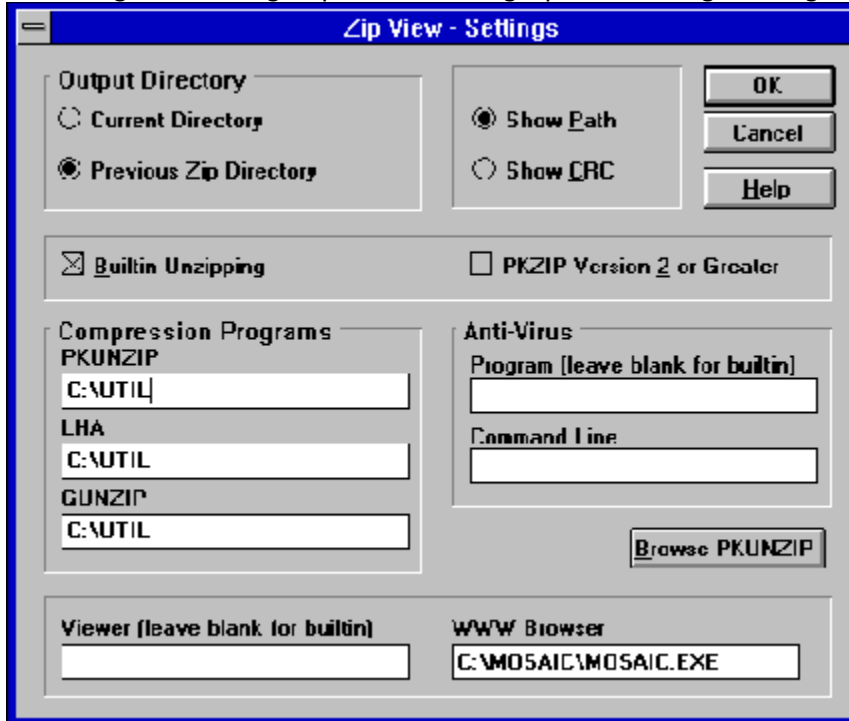 Zip View - Settings
Output Directory
Current Directory
Previous Zip Directory
Show Path
Show CRC
OK
Cancel
Help
Builtin Unzipping
PKZIP Version 2 or Greater
Compression Programs
PKUNZIP
C:\UTIL
LHA
C:\UTIL
GUNZIP
C:\UTIL
Anti-Virus
Program (leave blank for builtin)
Command Line
Browse PKUNZIP
Viewer (leave blank for builtin)
WWW Browser
C:\MOSAIC\MOSAIC.EXE